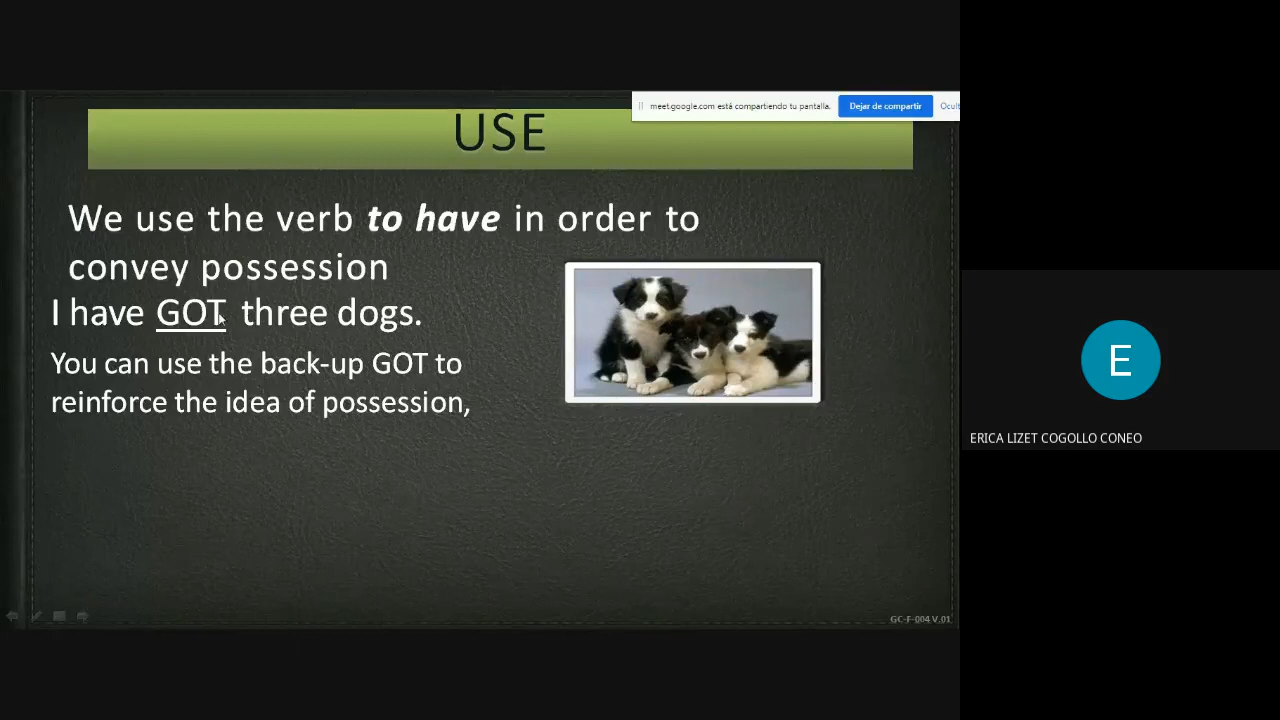 meet.google.com está compartiendo tu pantalla.
Dejar de compartir
Ocult
USE
We use the verb to have in order to
convey possession
I have GOT three dogs.
You can use the back-up GOT to
reinforce the idea of possession,
E
ERICA LIZET COGOLLO CONEO
GC-F-004 V.01